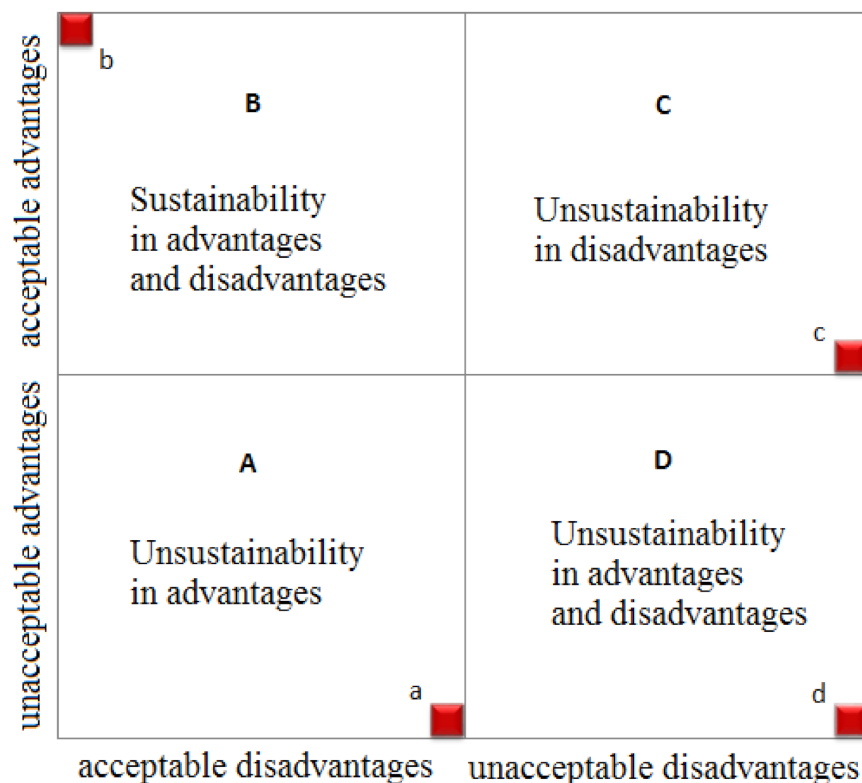 acceptable advantages
b
B
Sustainability
in advantages
and disadvantages
C
Unsustainability
in disadvantages
c
unacceptable advantages
A
Unsustainability
in advantages
a
D
Unsustainability
in advantages
and disadvantages
d
acceptable disadvantages
unacceptable disadvantages